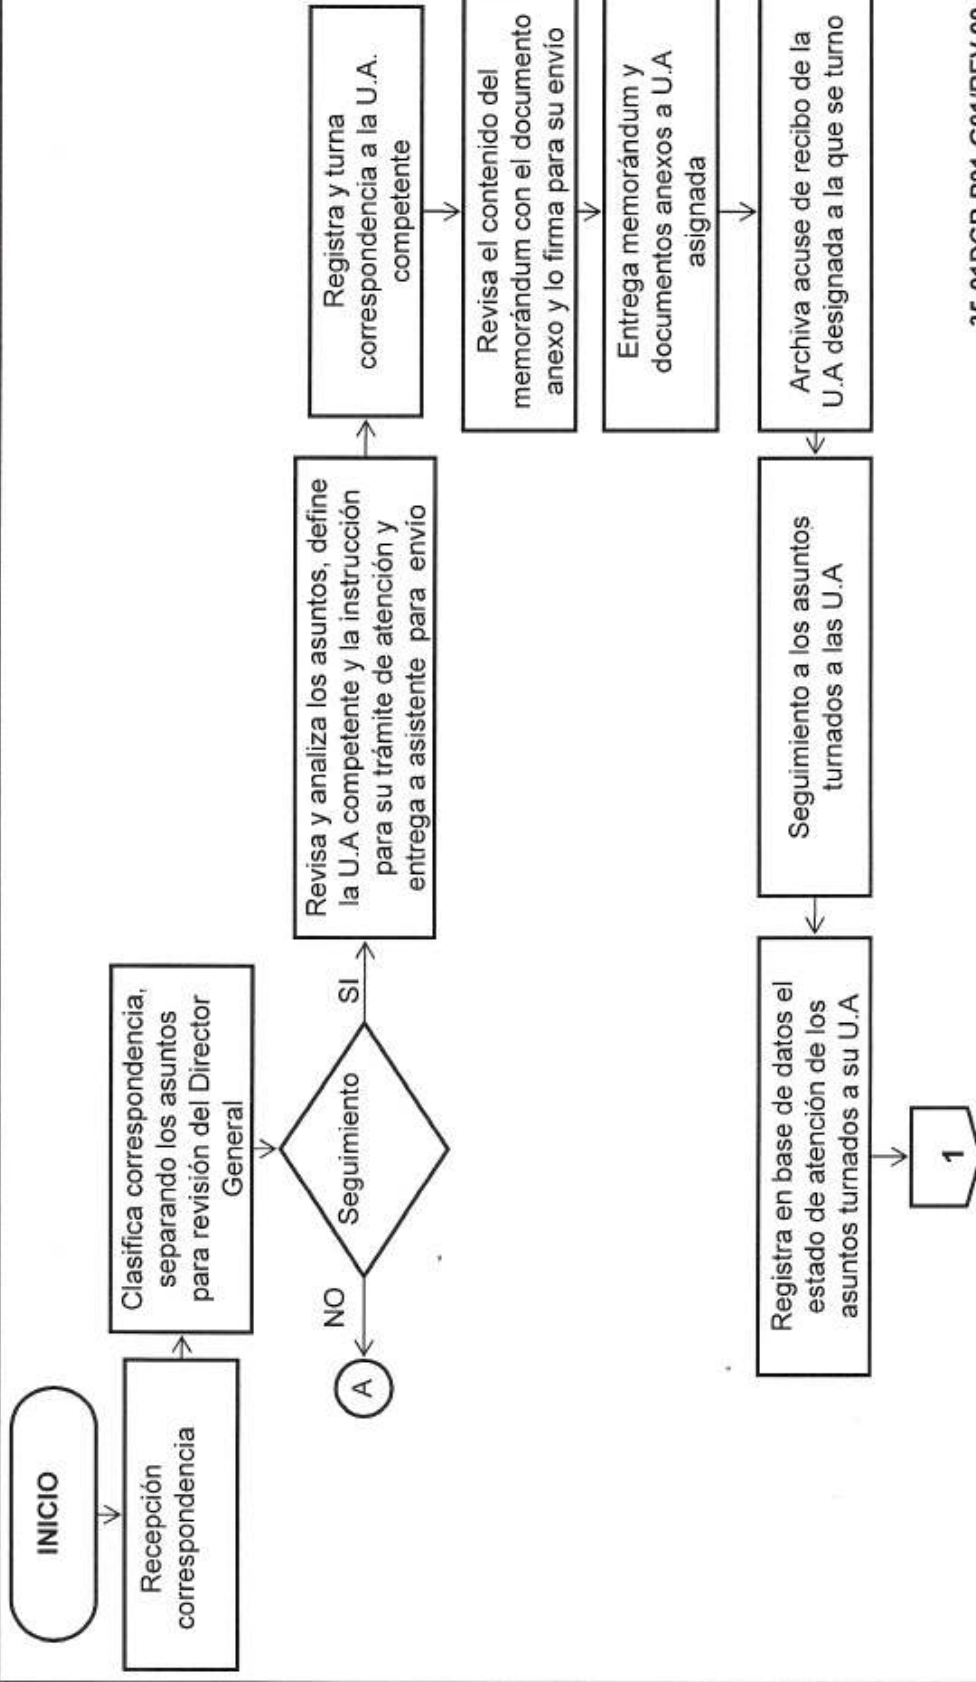 INICIO
Recepción
correspondencia
Clasifica correspondencia,
separando los asuntos
para revisión del Director
General
Seguimiento
NO
SI
A
Revisa y analiza los asuntos, define
la U.A competente y la instrucción
para su trámite de atención y
entrega a asistente para envío
Registra y turna
correspondencia a la U.A.
competente
Revisa el contenido del
memorándum con el documento
anexo y lo firma para su envío
Entrega memorándum y
documentos anexos a U.A
asignada
Archiva acuse de recibo de la
U.A designada a la que se turno
Seguimiento a los asuntos
turnados a las U.A
Registra en base de datos el
estado de atención de los
asuntos turnados a su U.A
1